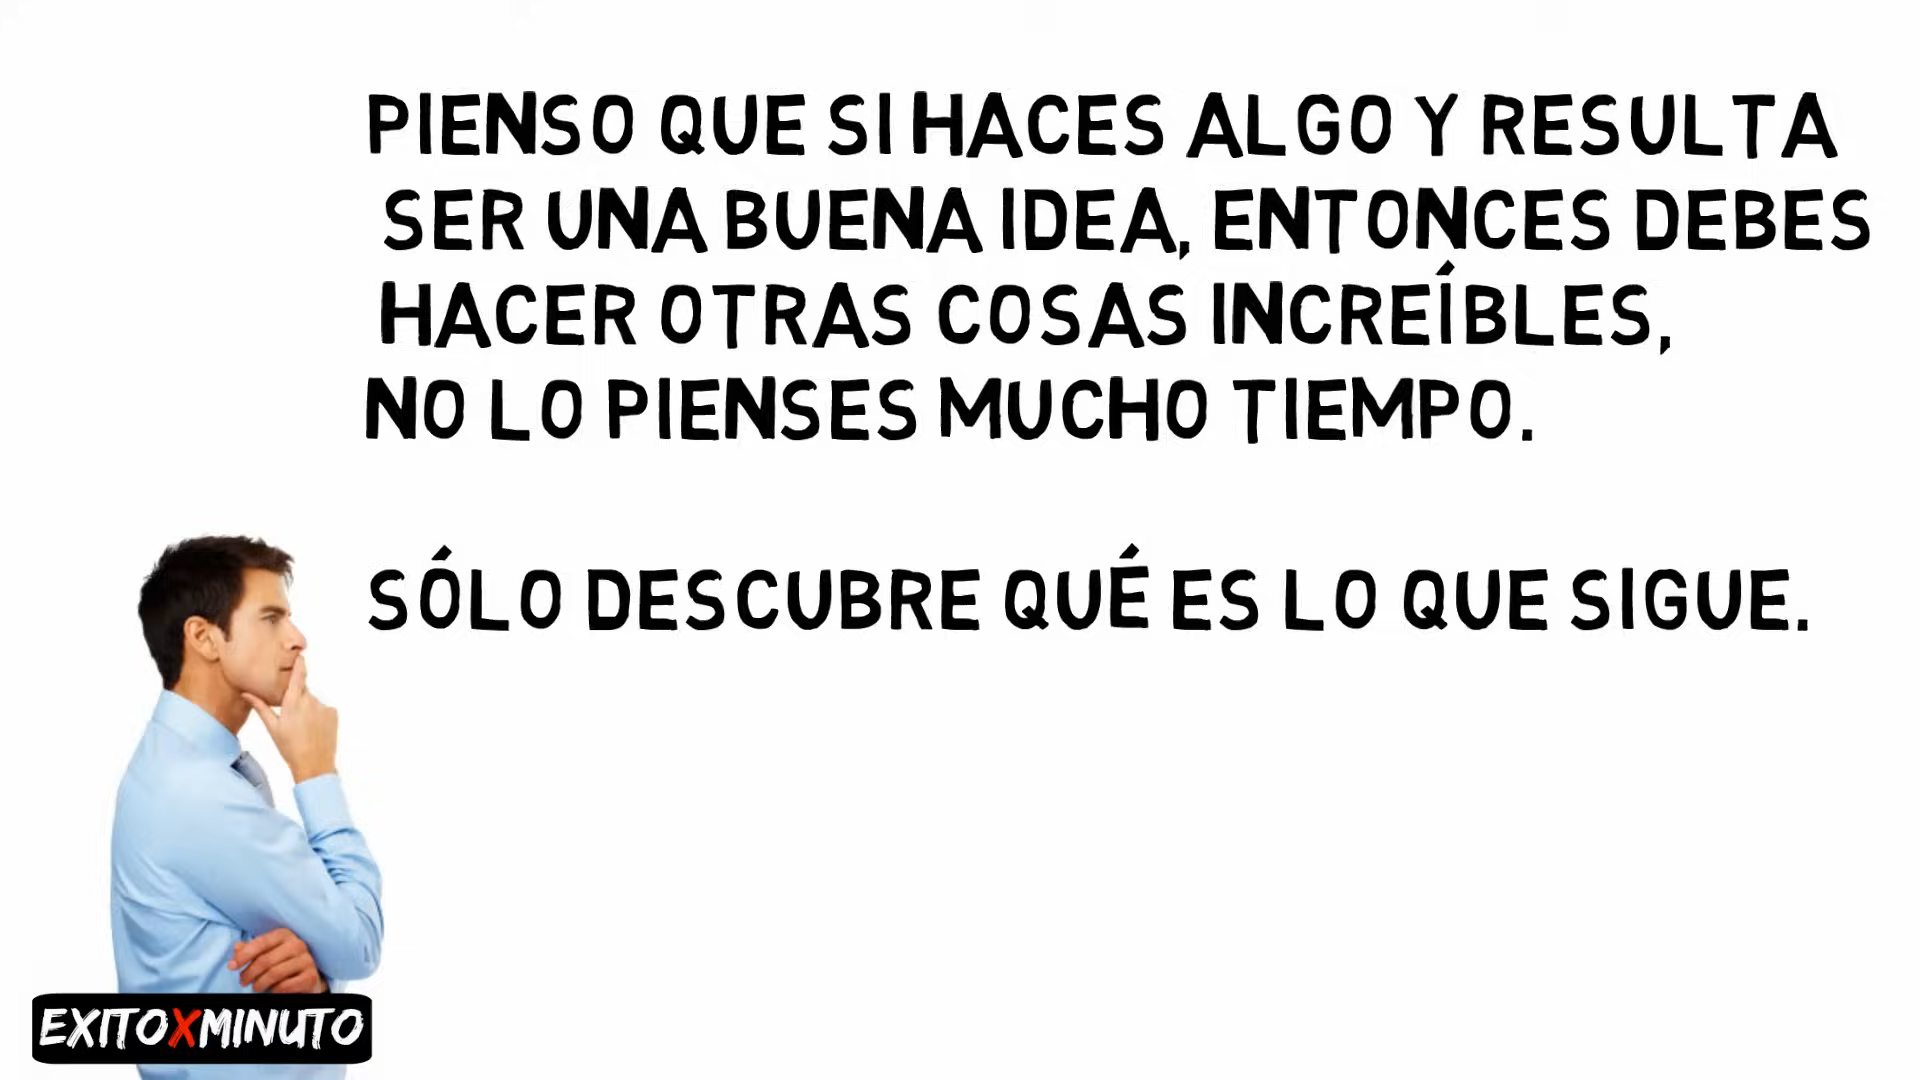 PIENSO QUE SI HACES ALGO Y RESULTA
SER UNA BUENA IDEA, ENTONCES DEBES
HACER OTRAS COSAS INCREÍBLES,
NO LO PIENSES MUCHO TIEMPO.
SÓLO DESCUBRE QUÉ ES LO QUE SIGUE.
EXITOXMINUTO